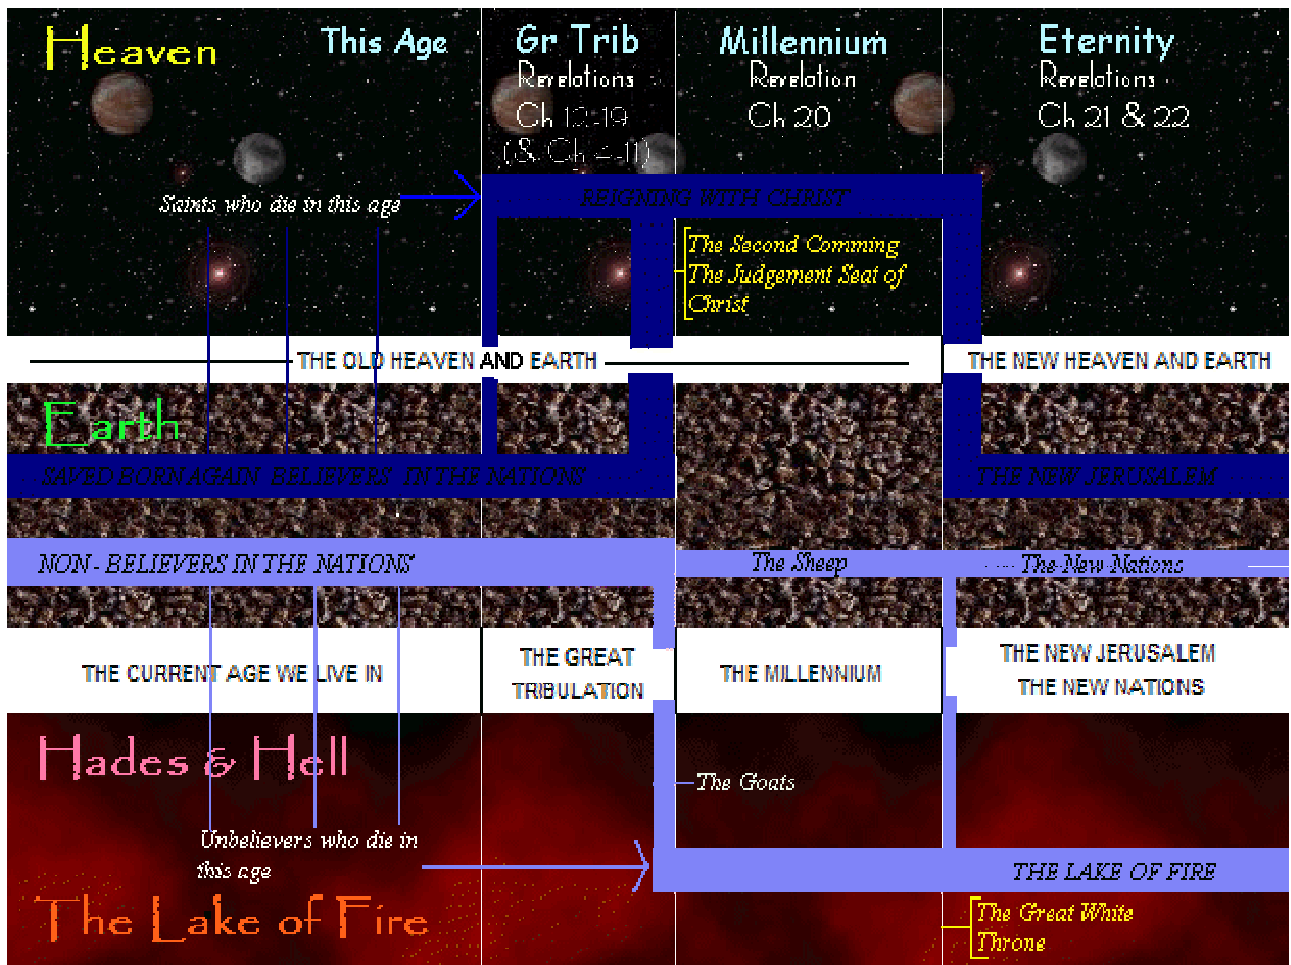 Heaven
This Age
Gr Trib
Revelations
Ch 12-19
(& Ch 4-11)
Millennium
Revelation
Ch 20
Eternity
Revelations
Ch 21 & 22
Saints who die in this age
REIGNING WITH CHRIST
The Second Comming
The Judgement Seat of
Christ
THE OLD HEAVEN AND EARTH
THE NEW HEAVEN AND EARTH
Earth
SAVED BORN AGAIN BELIEVERS IN THE NATIONS
THE NEW JERUSALEM
NON - BELIEVERS IN THE NATIONS
The Sheep
The New Nations
THE CURRENT AGE WE LIVE IN
THE GREAT
TRIBULATION
THE MILLENNIUM
THE NEW JERUSALEM
THE NEW NATIONS
Hades & Hell
The Goats
Unbelievers who die in
this age
THE LAKE OF FIRE
The Lake of Fire
The Great White
Throne